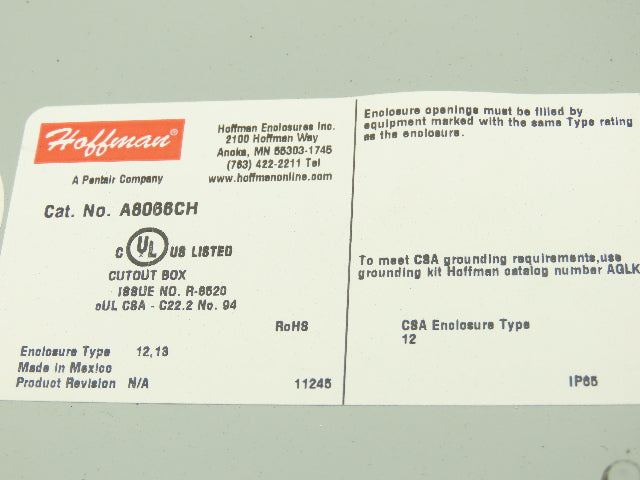 Hoffman®
A Pentair Company
Hoffman Enclosures Inc.
2100 Hoffman Way
Anoka, MN 55303-1745
(763) 422-2211 Tel
www.hoffmanonline.com
Cat. No. A8066CH
C UL US LISTED
CUTOUT BOX
ISSUE NO. R-8520
cUL CSA - C22.2 No. 94
RoHS
Enclosure Type 12,13
Made in Mexico
Product Revision N/A
11245
Enclosure openings must be filled by
equipment marked with the same Type rating
as the enclosure.
To meet CSA grounding requirements,use
grounding kit Hoffman catalog number AGLK
CSA Enclosure Type
12
IP65